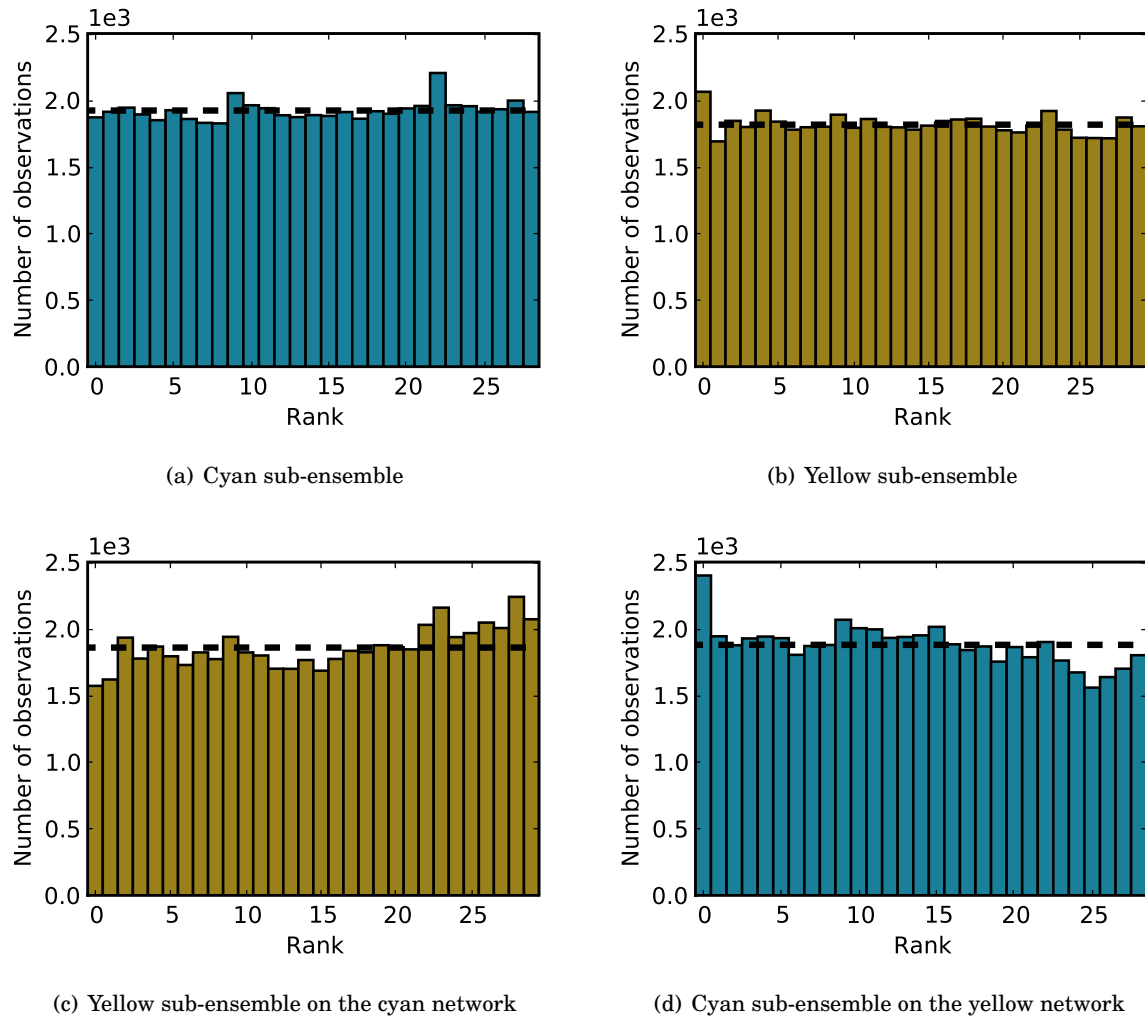 1e3
2.5
2.0
1.5
1.0
0.5
0.0
Number of observations
0 5 10 15 20 25
Rank
(a) Cyan sub-ensemble
1e3
2.5
2.0
1.5
1.0
0.5
0.0
Number of observations
0 5 10 15 20 25
Rank
(b) Yellow sub-ensemble
1e3
2.5
2.0
1.5
1.0
0.5
0.0
Number of observations
0 5 10 15 20 25
Rank
(c) Yellow sub-ensemble on the cyan network
1e3
2.5
2.0
1.5
1.0
0.5
0.0
Number of observations
0 5 10 15 20 25
Rank
(d) Cyan sub-ensemble on the yellow network